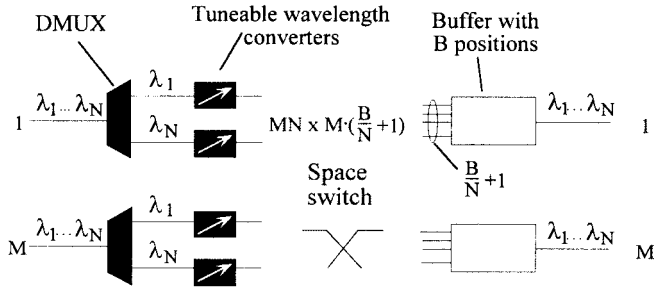 DMUX
Tuneable wavelength
converters
Buffer with
B positions
1
λ1...λN
λ1
λN
MN x M·(B/N+1)
B/N+1
λ1...λN
1
Space
switch
M
λ1...λN
λ1
λN
λ1...λN
M